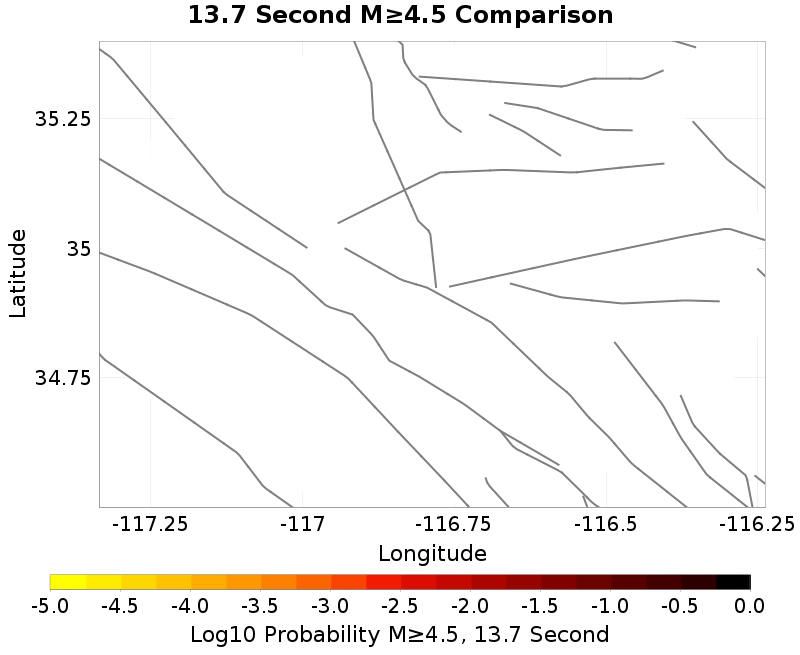 13.7 Second M≥4.5 Comparison
35.25
35
34.75
Latitude
-117.25 -117 -116.75 -116.5 -116.25
Longitude
-5.0 -4.5 -4.0 -3.5 -3.0 -2.5 -2.0 -1.5 -1.0 -0.5 0.0
Log10 Probability M≥4.5, 13.7 Second